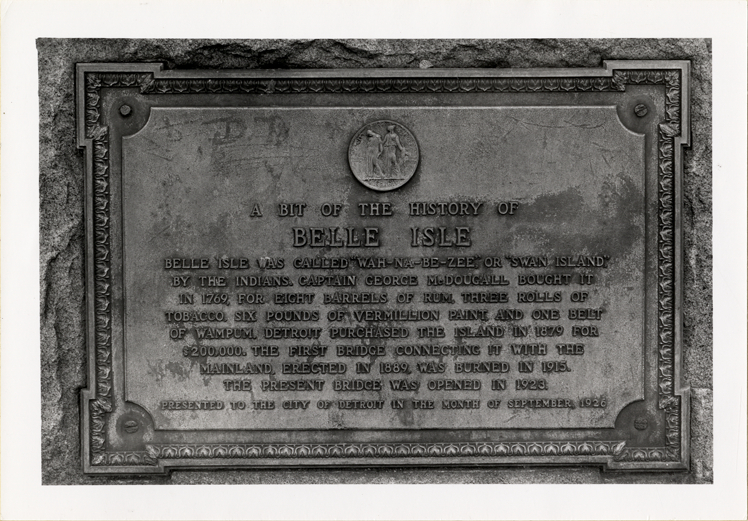 A BIT OF THE HISTORY OF
BELLE ISLE
BELLE ISLE WAS CALLED "WAH-NA-BE-ZEE" OR "SWAN ISLAND"
BY THE INDIANS. CAPTAIN GEORGE McDOUGALL BOUGHT IT
IN 1769 FOR EIGHT BARRELS OF RUM, THREE ROLLS OF
TOBACCO, SIX POUNDS OF VERMILLION PAINT, AND ONE BELT
OF WAMPUM. DETROIT PURCHASED THE ISLAND IN 1879 FOR
$200,000. THE FIRST BRIDGE CONNECTING IT WITH THE
MAINLAND, ERECTED IN 1889, WAS BURNED IN 1915.
THE PRESENT BRIDGE WAS OPENED IN 1923.
PRESENTED TO THE CITY OF DETROIT IN THE MONTH OF SEPTEMBER, 1926